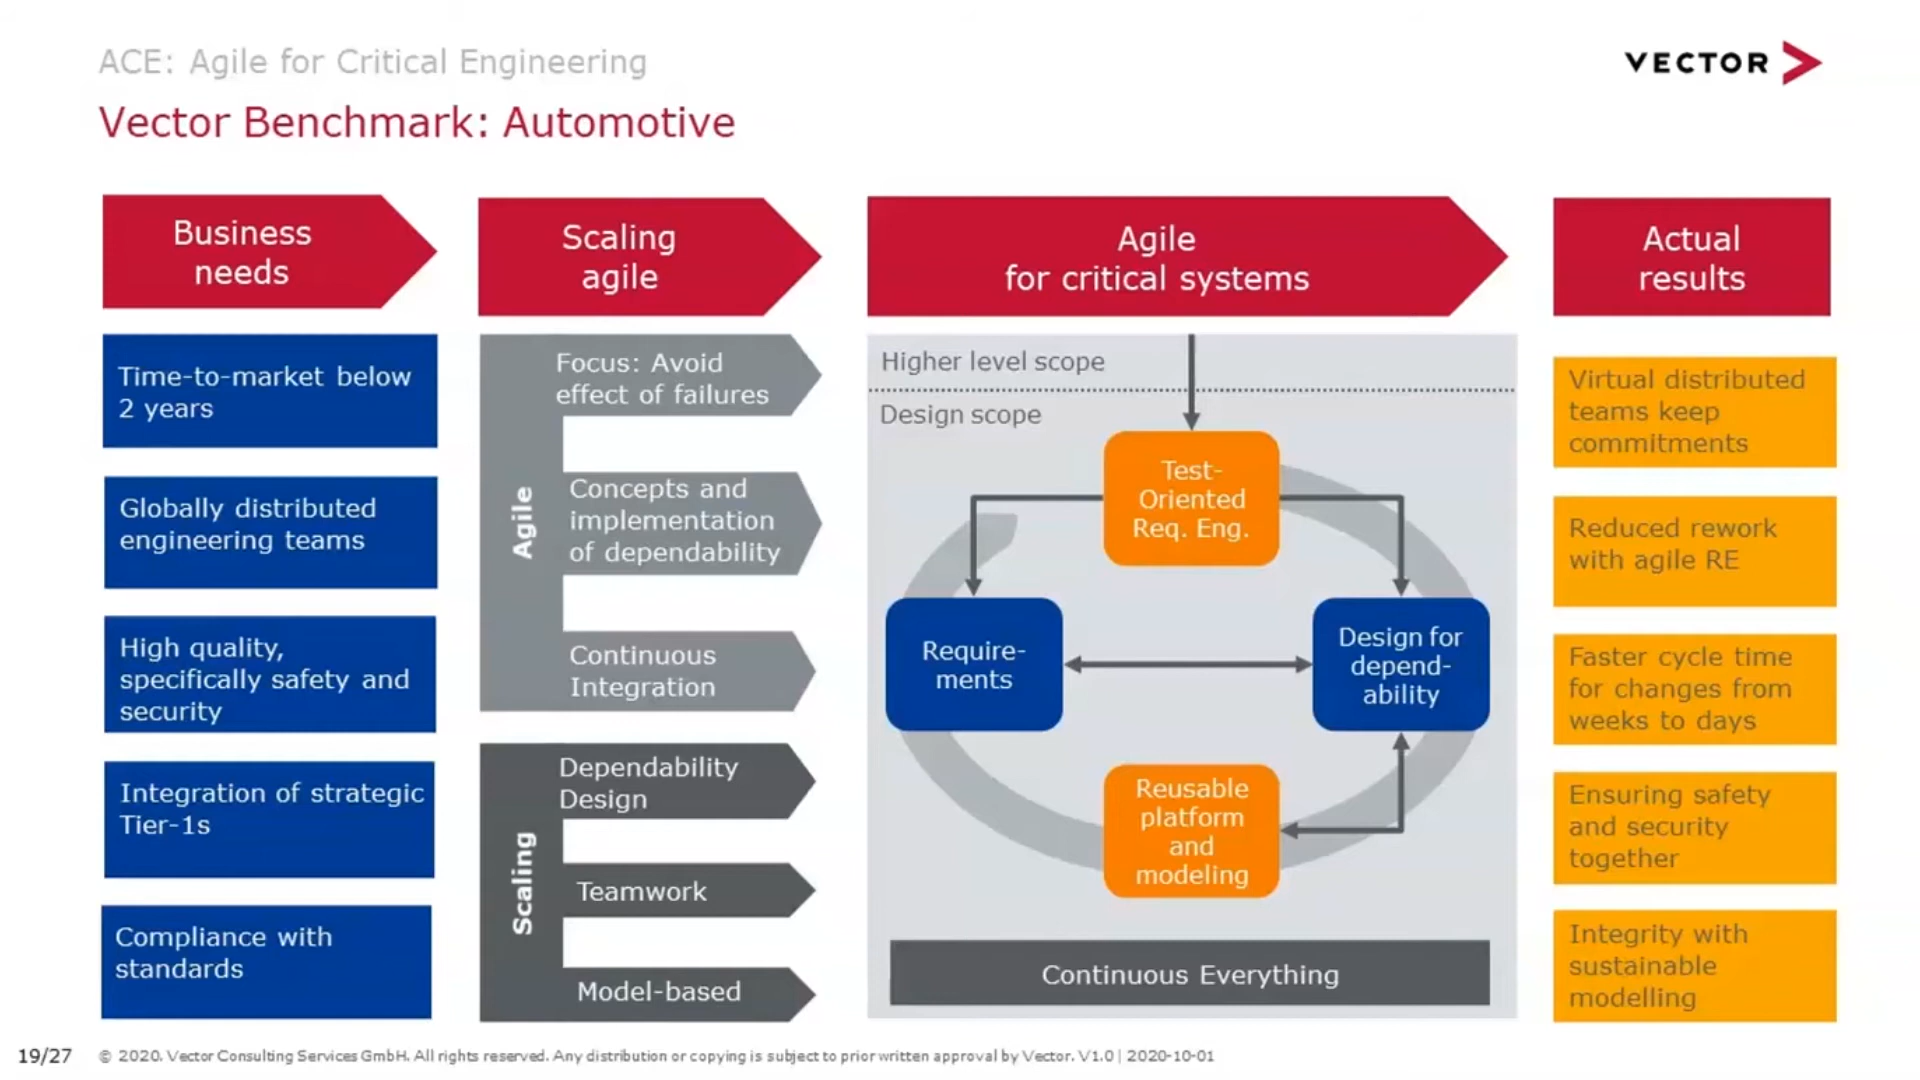 ACE: Agile for Critical Engineering
VECTOR
Vector Benchmark: Automotive
Business
needs
Time-to-market below
2 years
Globally distributed
engineering teams
High quality,
specifically safety and
security
Integration of strategic
Tier-1s
Compliance with
standards
Scaling
agile
Agile
Focus: Avoid
effect of failures
Concepts and
implementation
of dependability
Continuous
Integration
Scaling
Dependability
Design
Teamwork
Model-based
Agile
for critical systems
Higher level scope
Design scope
Test-
Oriented
Req. Eng.
Require-
ments
Design for
depend-
ability
Reusable
platform
and
modeling
Continuous Everything
Actual
results
Virtual distributed
teams keep
commitments
Reduced rework
with agile RE
Faster cycle time
for changes from
weeks to days
Ensuring safety
and security
together
Integrity with
sustainable
modelling
19/27
© 2020. Vector Consulting Services GmbH. All rights reserved. Any distribution or copying is subject to prior written approval by Vector. V1.0 | 2020-10-01